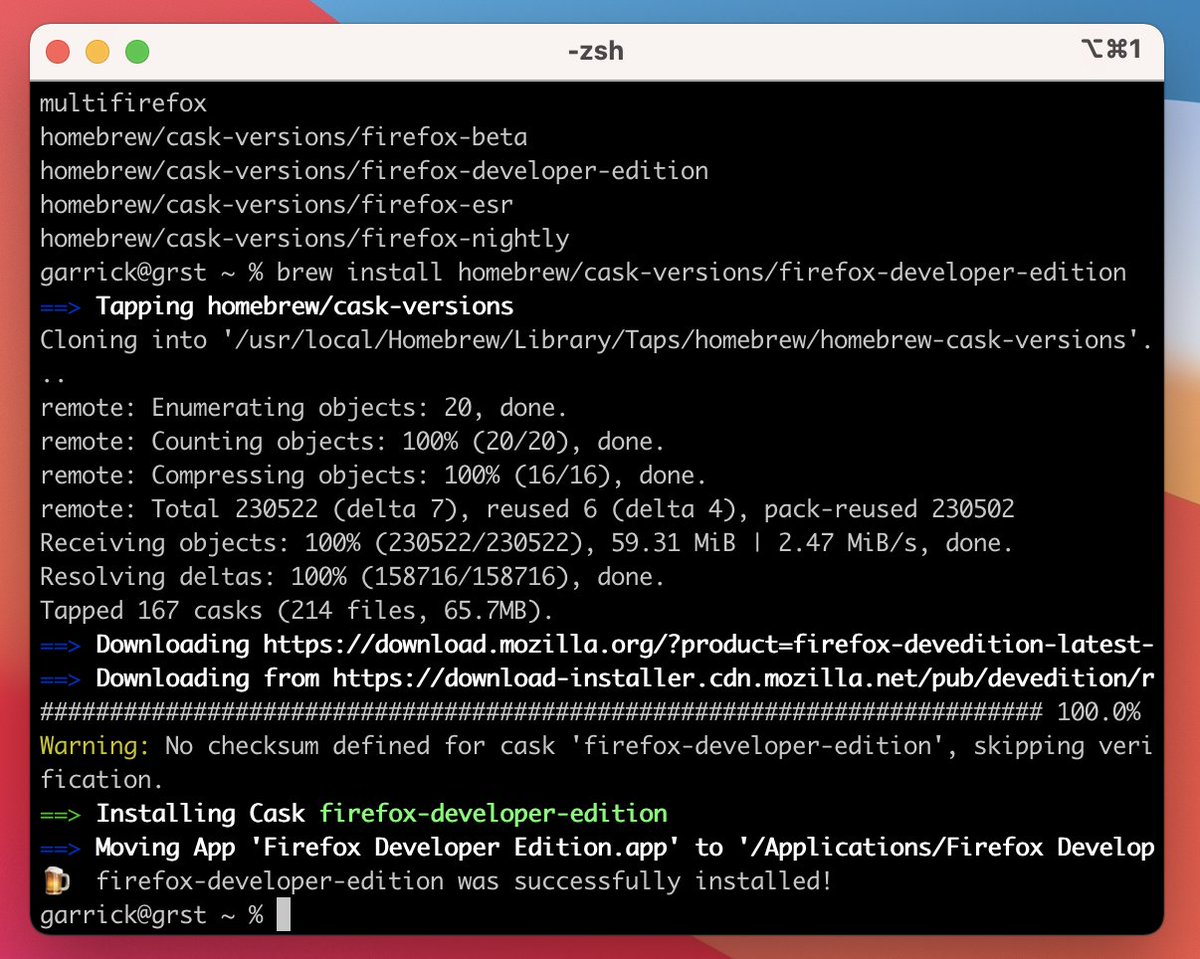 -zsh
⌥⌘1
multifirefox
homebrew/cask-versions/firefox-beta
homebrew/cask-versions/firefox-developer-edition
homebrew/cask-versions/firefox-esr
homebrew/cask-versions/firefox-nightly
garrick@grst ~ % brew install homebrew/cask-versions/firefox-developer-edition
==> Tapping homebrew/cask-versions
Cloning into '/usr/local/Homebrew/Library/Taps/homebrew/homebrew-cask-versions'.
..
remote: Enumerating objects: 20, done.
remote: Counting objects: 100% (20/20), done.
remote: Compressing objects: 100% (16/16), done.
remote: Total 230522 (delta 7), reused 6 (delta 4), pack-reused 230502
Receiving objects: 100% (230522/230522), 59.31 MiB | 2.47 MiB/s, done.
Resolving deltas: 100% (158716/158716), done.
Tapped 167 casks (214 files, 65.7MB).
==> Downloading https://download.mozilla.org/?product=firefox-devedition-latest-
==> Downloading from https://download-installer.cdn.mozilla.net/pub/devedition/r
######################################################################## 100.0%
Warning: No checksum defined for cask 'firefox-developer-edition', skipping veri
fication.
==> Installing Cask firefox-developer-edition
==> Moving App 'Firefox Developer Edition.app' to '/Applications/Firefox Develop
🍺  firefox-developer-edition was successfully installed!
garrick@grst ~ %